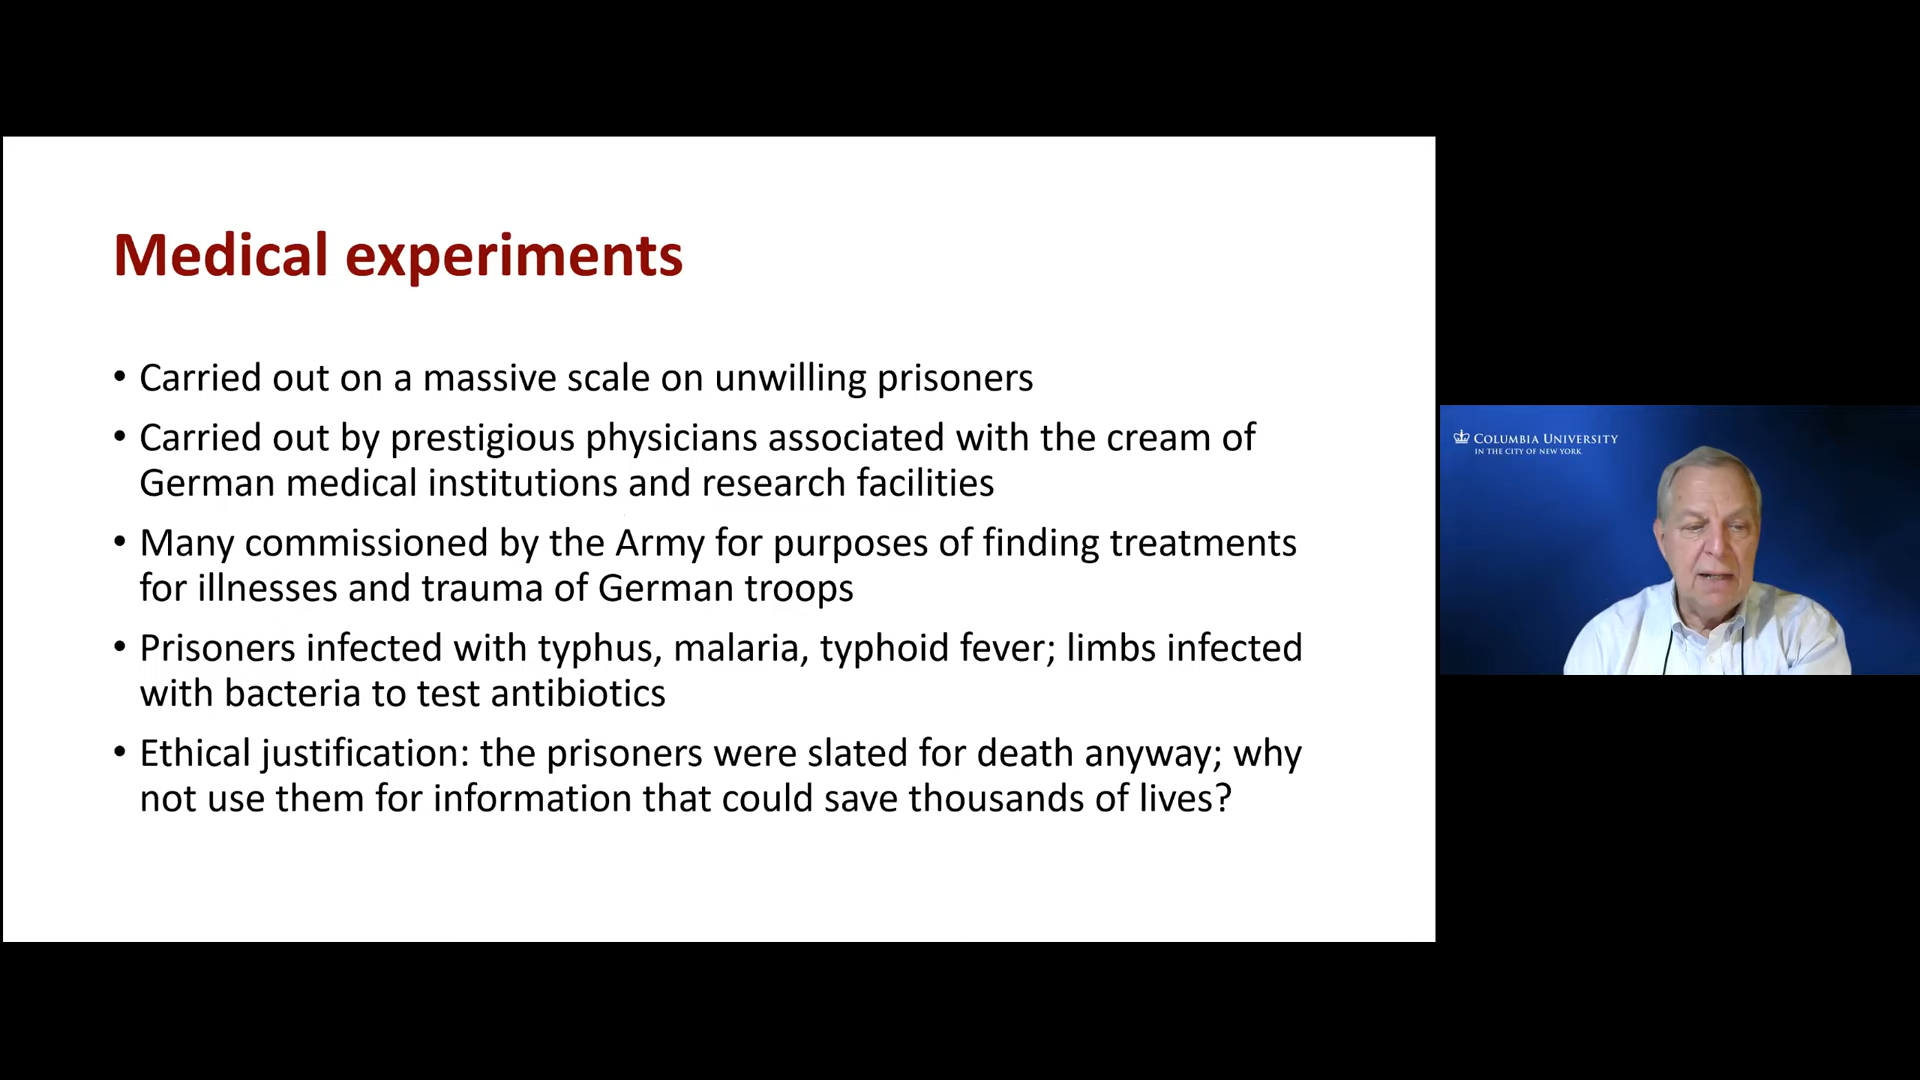 Medical experiments
• Carried out on a massive scale on unwilling prisoners
• Carried out by prestigious physicians associated with the cream of
German medical institutions and research facilities
• Many commissioned by the Army for purposes of finding treatments
for illnesses and trauma of German troops
• Prisoners infected with typhus, malaria, typhoid fever; limbs infected
with bacteria to test antibiotics
• Ethical justification: the prisoners were slated for death anyway; why
not use them for information that could save thousands of lives?
COLUMBIA UNIVERSITY
IN THE CITY OF NEW YORK